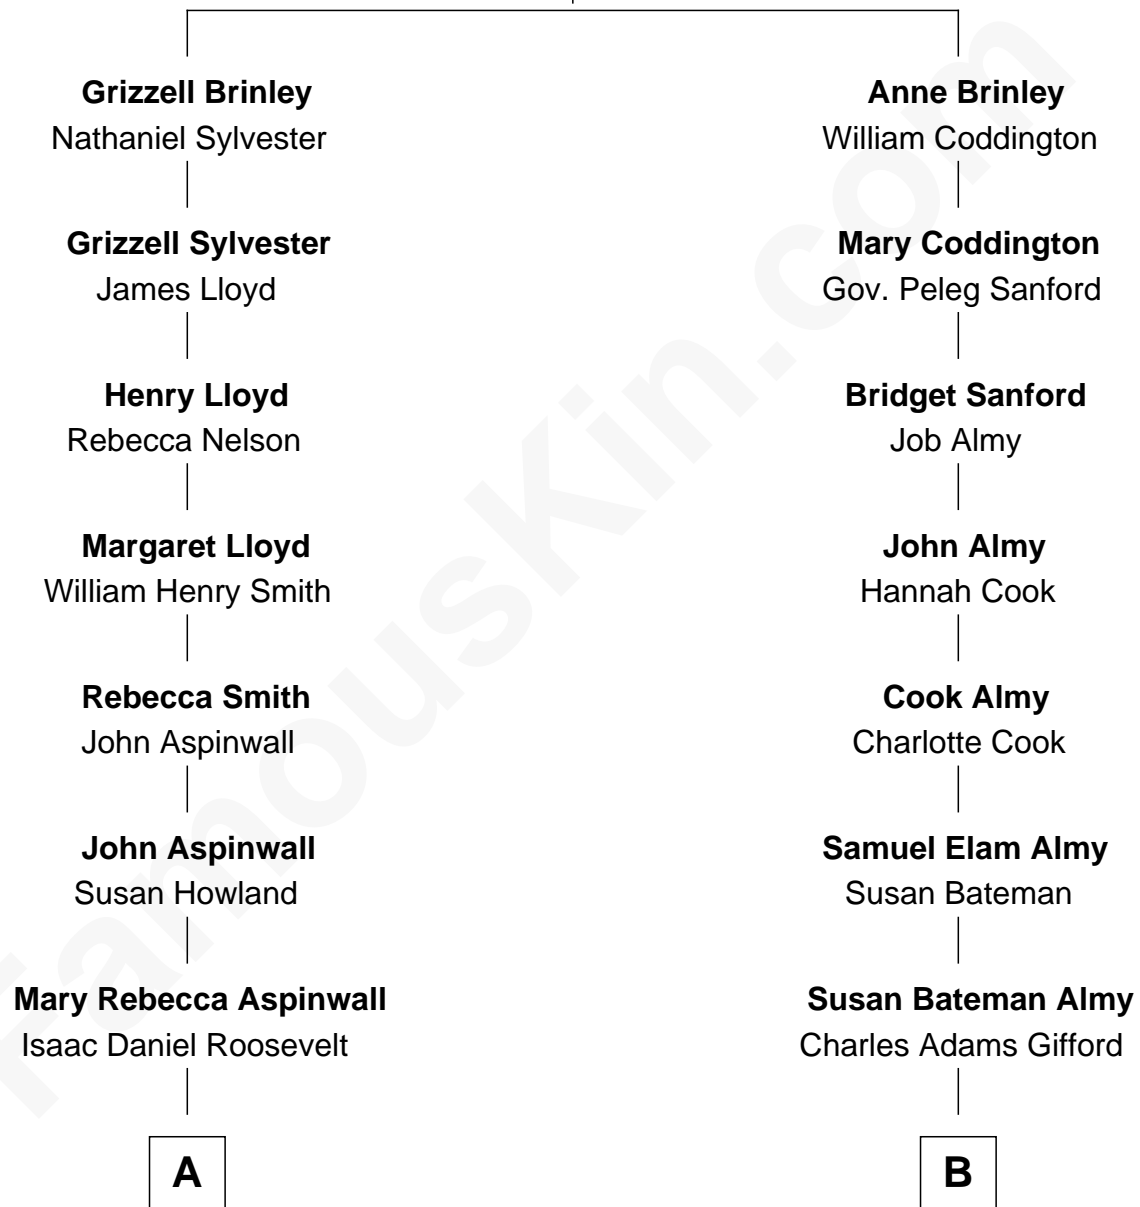 Grizzell Brinley
Nathaniel Sylvester
Anne Brinley
William Coddington
Grizzell Sylvester
James Lloyd
Mary Coddington
Gov. Peleg Sanford
Henry Lloyd
Rebecca Nelson
Bridget Sanford
Job Almy
Margaret Lloyd
William Henry Smith
John Almy
Hannah Cook
Rebecca Smith
John Aspinwall
Cook Almy
Charlotte Cook
John Aspinwall
Susan Howland
Samuel Elam Almy
Susan Bateman
Mary Rebecca Aspinwall
Isaac Daniel Roosevelt
Susan Bateman Almy
Charles Adams Gifford
A
B
FamousKin.com